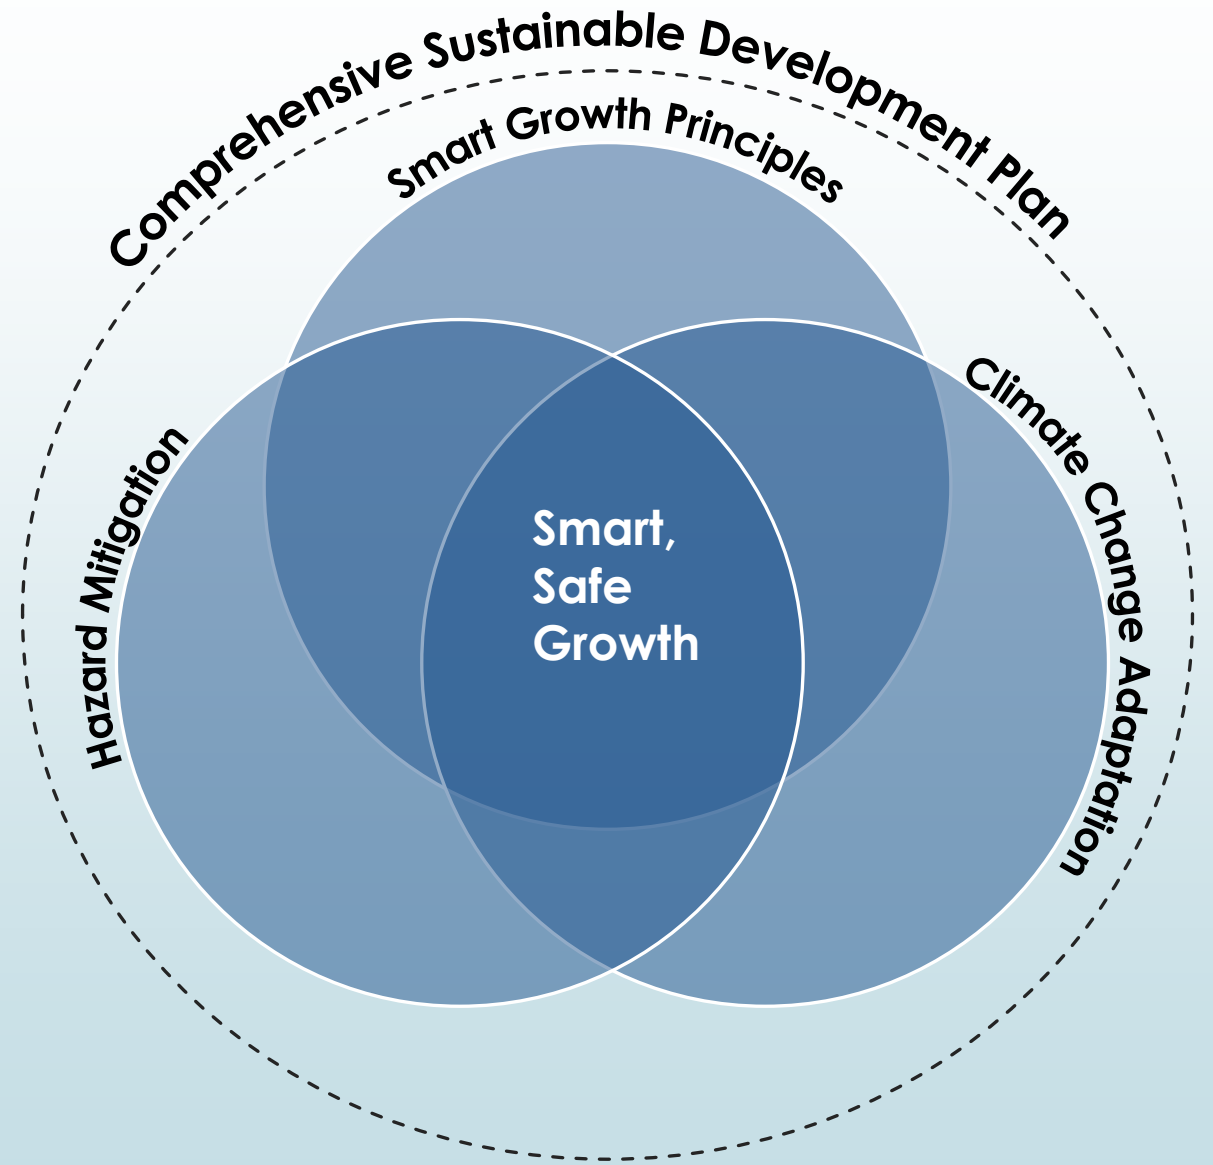 Comprehensive Sustainable Development Plan
Smart Growth Principles
Hazard Mitigation
Climate Change Adaptation
Smart,
Safe
Growth